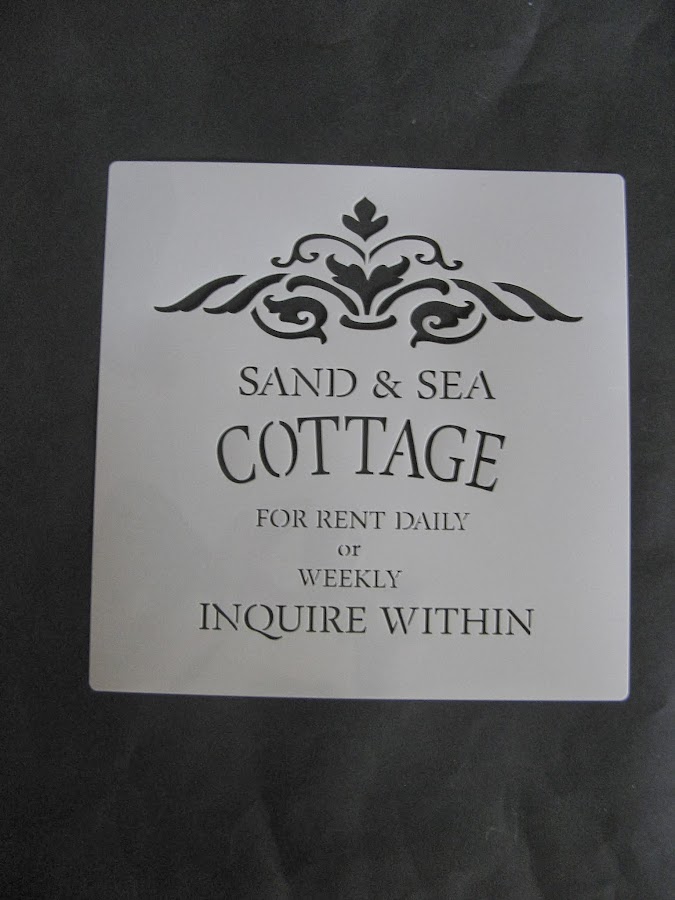 SAND & SEA
COTTAGE
FOR RENT DAILY
or
WEEKLY
INQUIRE WITHIN